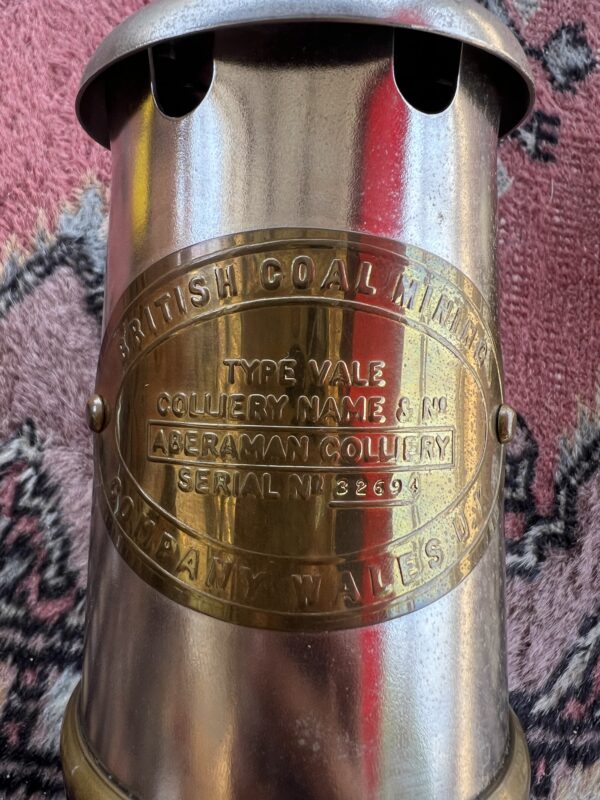 BRITISH COAL MINING
TYPE VALE
COLLIERY NAME & Nº
ABERAMAN COLLIERY
SERIAL Nº 32694
COMPANY WALES U.